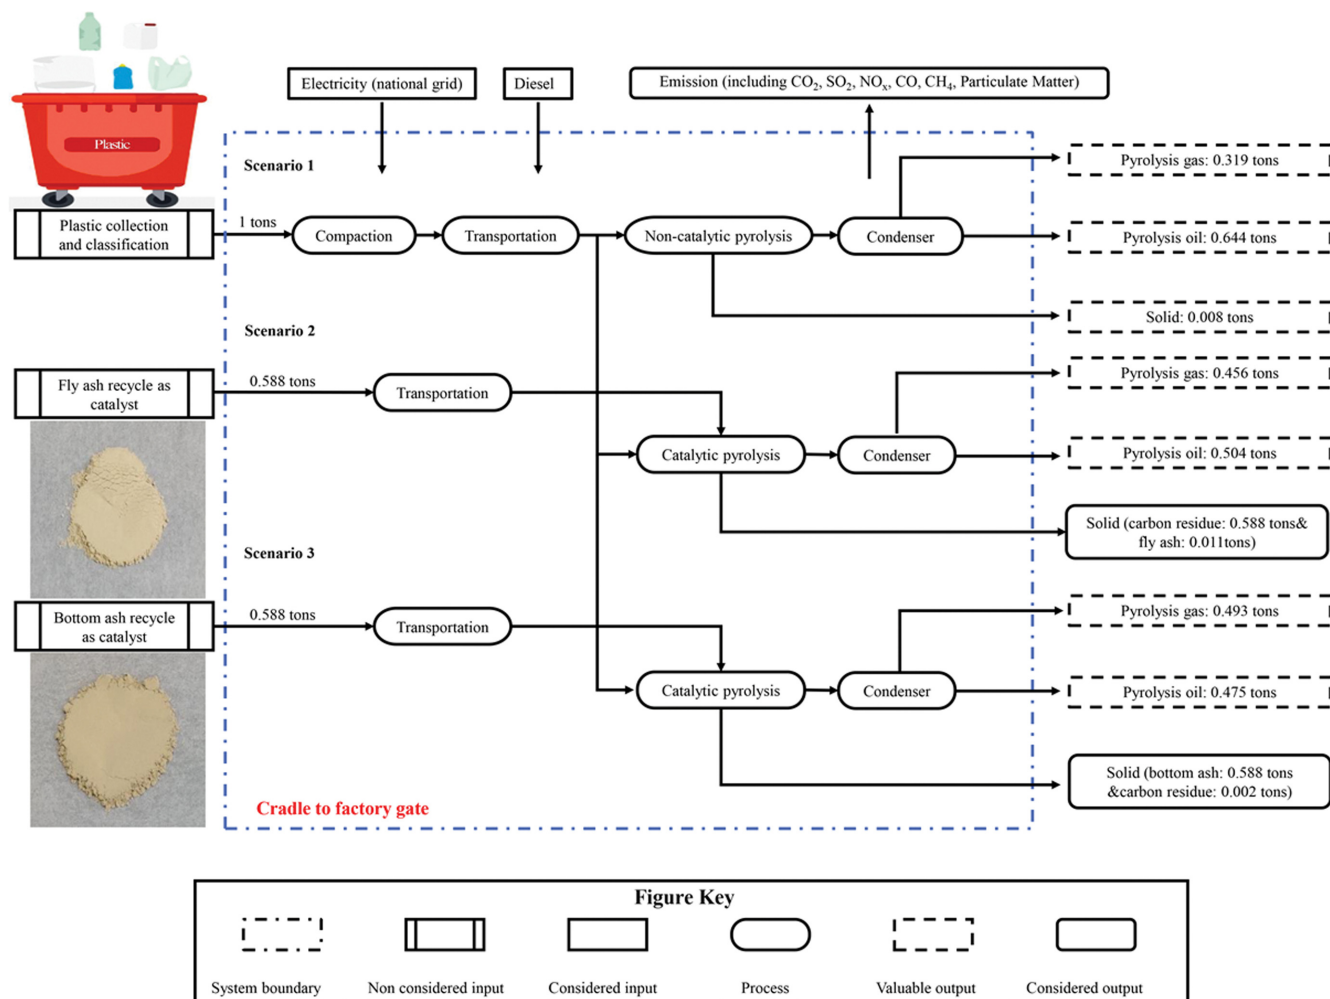 Electricity (national grid)
Diesel
Emission (including CO₂, SO₂, NOₓ, CO, CH₄, Particulate Matter)
Plastic
Scenario 1
Pyrolysis gas: 0.319 tons
Plastic collection
and classification
1 tons
Compaction
Transportation
Non-catalytic pyrolysis
Condenser
Pyrolysis oil: 0.644 tons
Solid: 0.008 tons
Scenario 2
Fly ash recycle as
catalyst
0.588 tons
Transportation
Pyrolysis gas: 0.456 tons
Catalytic pyrolysis
Condenser
Pyrolysis oil: 0.504 tons
Solid (carbon residue: 0.588 tons&
fly ash: 0.011tons)
Scenario 3
Bottom ash recycle
as catalyst
0.588 tons
Transportation
Pyrolysis gas: 0.493 tons
Catalytic pyrolysis
Condenser
Pyrolysis oil: 0.475 tons
Solid (bottom ash: 0.588 tons
&carbon residue: 0.002 tons)
Cradle to factory gate
Figure Key
System boundary
Non considered input
Considered input
Process
Valuable output
Considered output